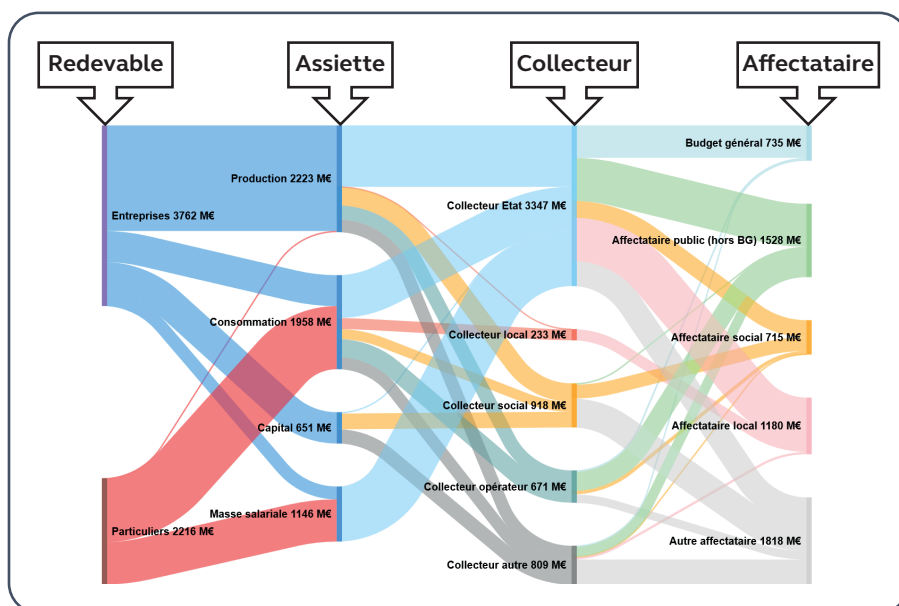 Redevable
Assiette
Collecteur
Affectataire
Entreprises 3762 M€
Particuliers 2216 M€
Production 2223 M€
Consommation 1958 M€
Capital 651 M€
Masse salariale 1146 M€
Collecteur Etat 3347 M€
Collecteur local 233 M€
Collecteur social 918 M€
Collecteur opérateur 671 M€
Collecteur autre 809 M€
Budget général 735 M€
Affectataire public (hors BG) 1528 M€
Affectataire social 715 M€
Affectataire local 1180 M€
Autre affectataire 1818 M€